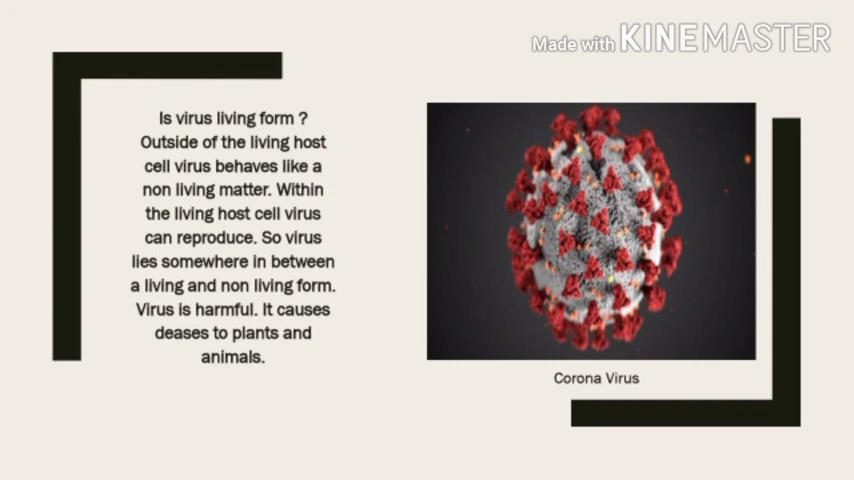 Made with KINEMASTER
Is virus living form ?
Outside of the living host
cell virus behaves like a
non living matter. Within
the living host cell virus
can reproduce. So virus
lies somewhere in between
a living and non living form.
Virus is harmful. It causes
deases to plants and
animals.
Corona Virus